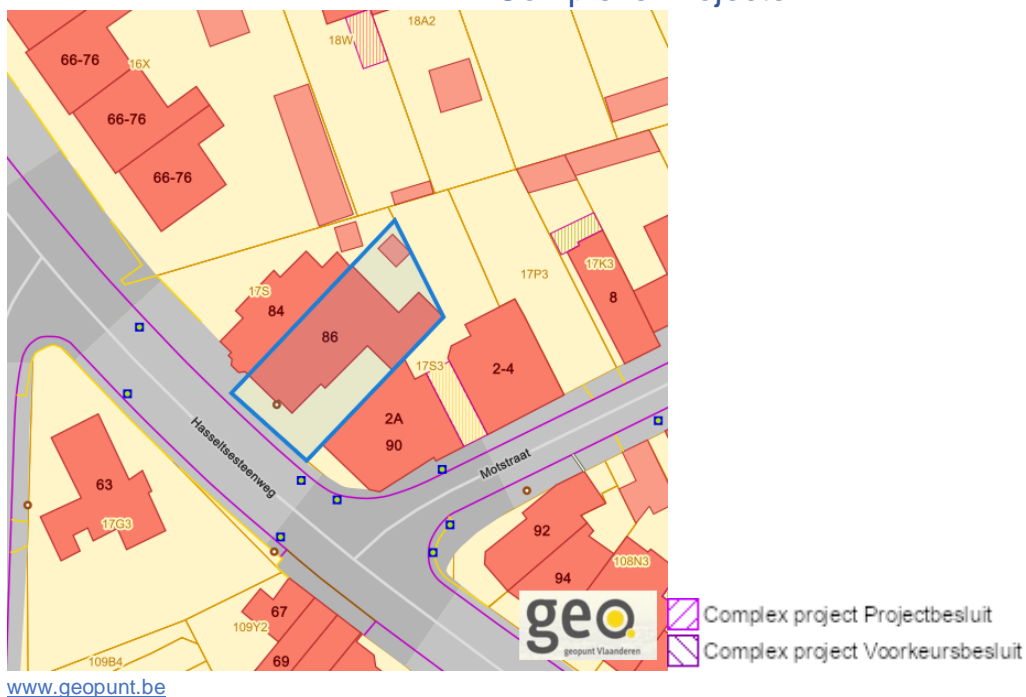 18A2
18W
66-76
16X
66-76
66-76
17P3
17K3
17S
84
8
86
17S3
2-4
2A
90
Hasseltsesteenweg
Motstraat
63
17G3
92
108N3
94
67
109Y2
69
109B4
geo
geopunt Vlaanderen
Complex project Projectbesluit
Complex project Voorkeursbesluit
www.geopunt.be